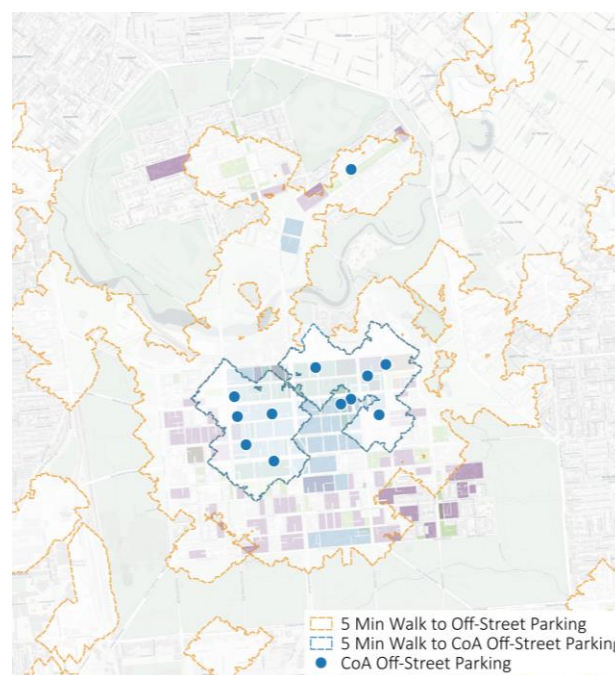 5 Min Walk to Off-Street Parking
5 Min Walk to CoA Off-Street Parking
CoA Off-Street Parking